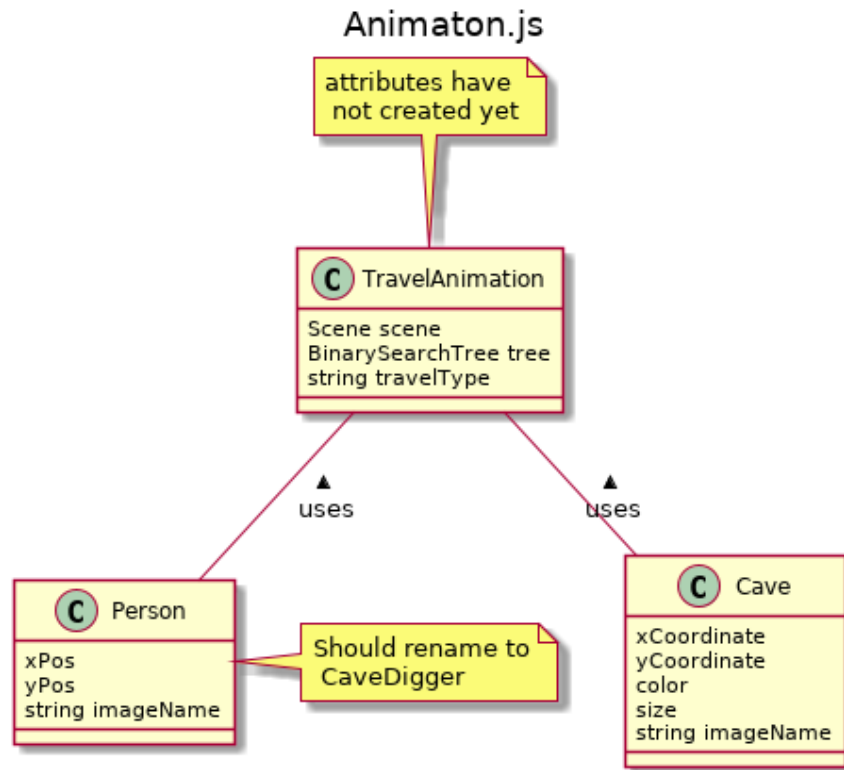 Animaton.js
attributes have
not created yet
C TravelAnimation
Scene scene
BinarySearchTree tree
string travelType
▲
uses
▲
uses
C Person
xPos
yPos
string imageName
Should rename to
CaveDigger
C Cave
xCoordinate
yCoordinate
color
size
string imageName